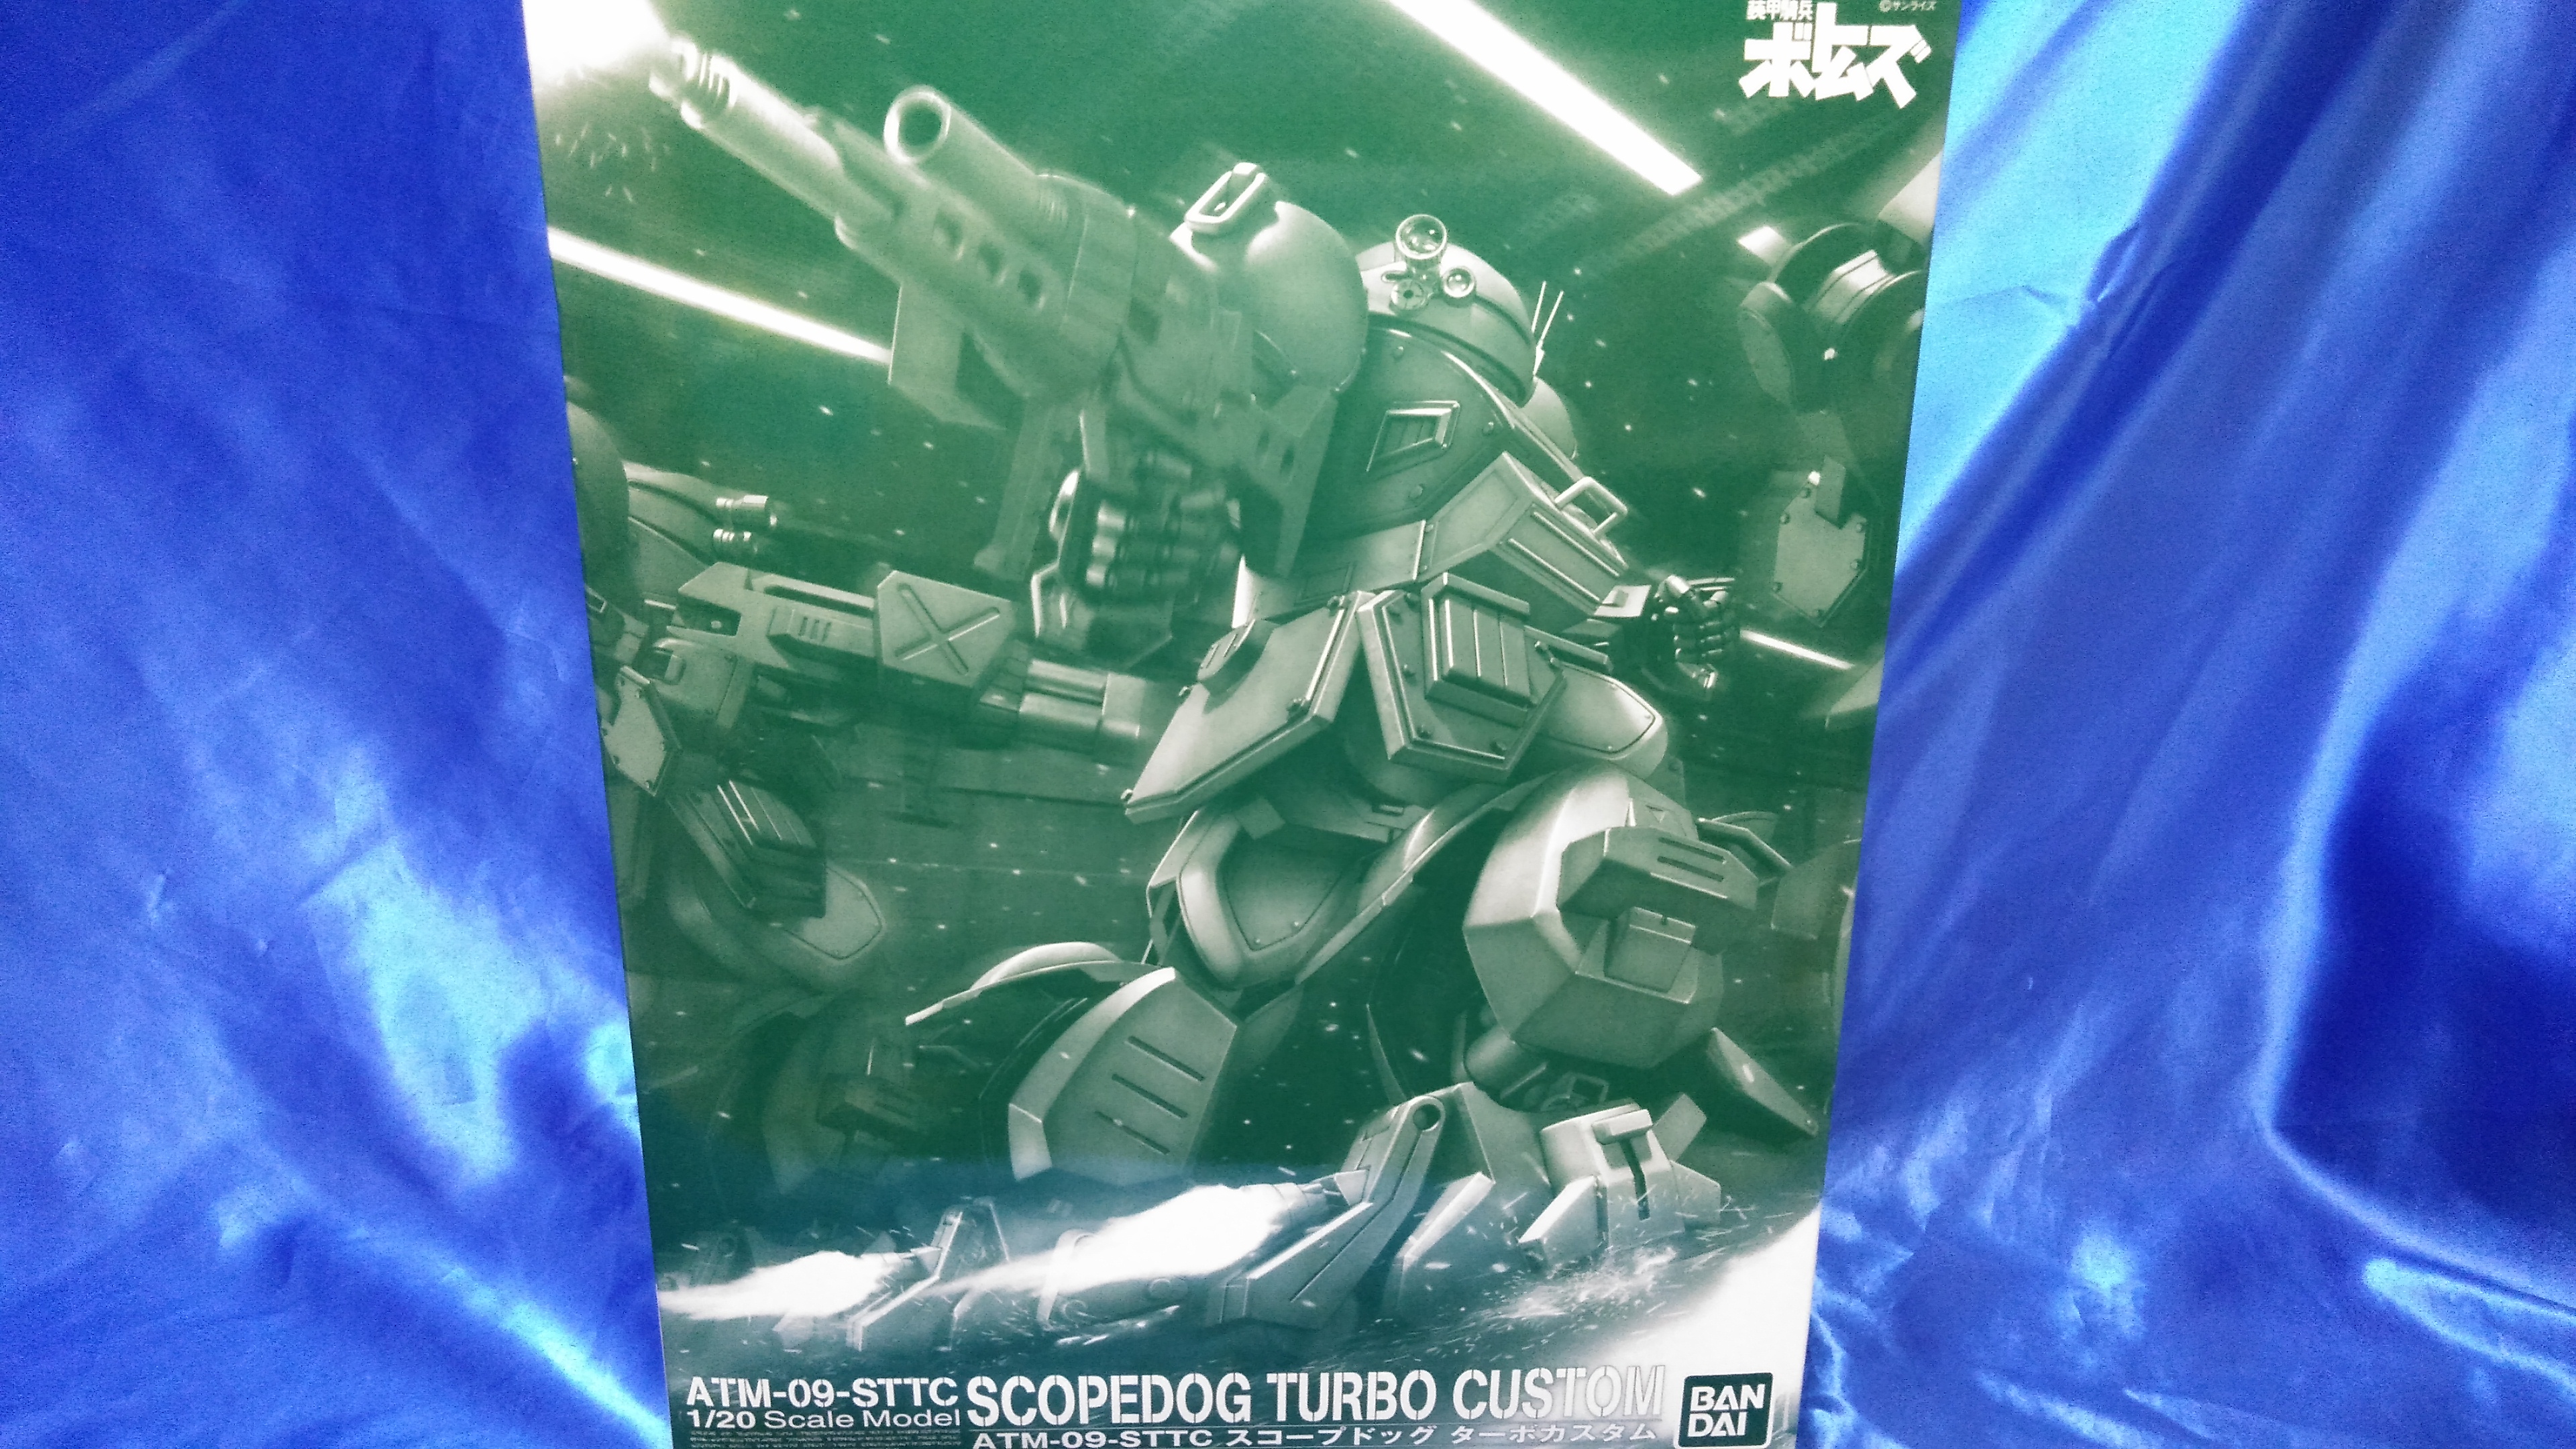 装甲騎兵
ボトムズ
©サンライズ
ATM-09-STTC
1/20 Scale Model
SCOPEDOG TURBO CUSTOM
ATM-09-STTC スコープドッグ ターボカスタム
BAN
DAI